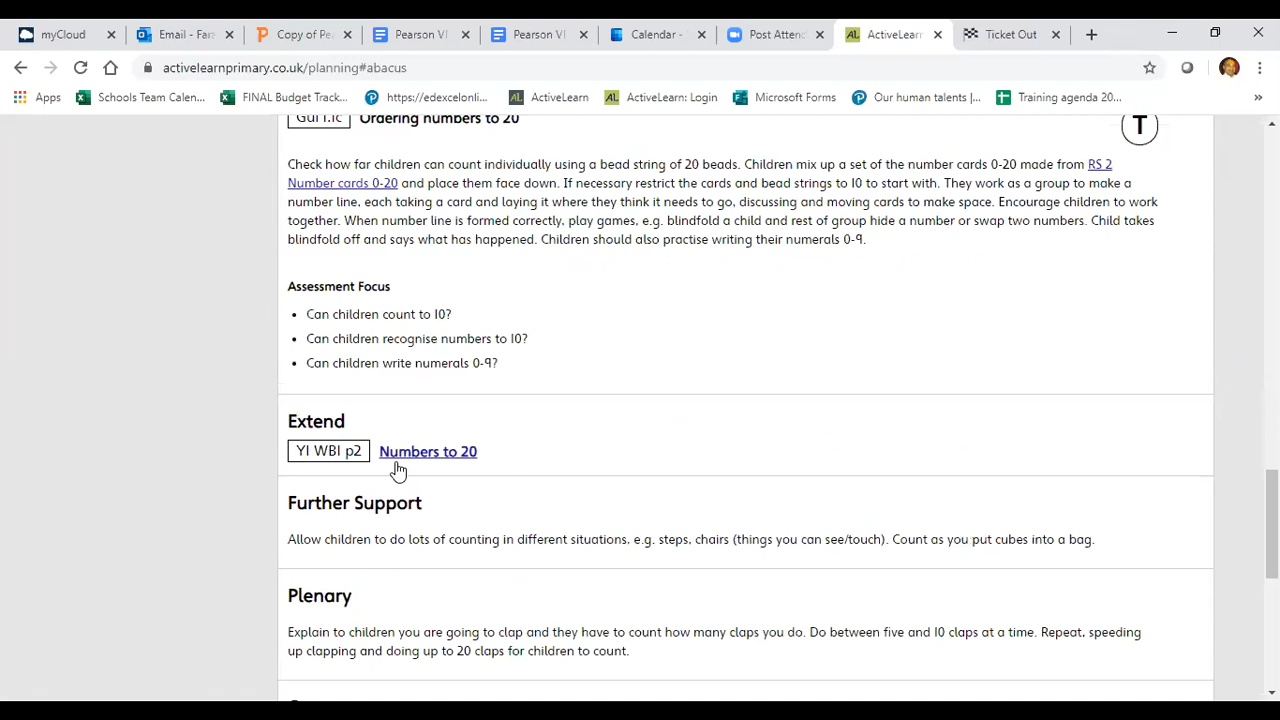 myCloud
Email - Far
Copy of Pe
Pearson VI
Pearson VI
Calendar -
Post Attend
ActiveLearn
Ticket Out
activelearnprimary.co.uk/planning#abacus
Apps
Schools Team Calen...
FINAL Budget Track...
https://edexcelonli...
ActiveLearn
ActiveLearn: Login
Microsoft Forms
Our human talents |...
Training agenda 20...
Ordering numbers to 20
T
Check how far children can count individually using a bead string of 20 beads. Children mix up a set of the number cards 0-20 made from RS 2
Number cards 0-20 and place them face down. If necessary restrict the cards and bead strings to 10 to start with. They work as a group to make a
number line, each taking a card and laying it where they think it needs to go, discussing and moving cards to make space. Encourage children to work
together. When number line is formed correctly, play games, e.g. blindfold a child and rest of group hide a number or swap two numbers. Child takes
blindfold off and says what has happened. Children should also practise writing their numerals 0-9.
Assessment Focus
• Can children count to 10?
• Can children recognise numbers to 10?
• Can children write numerals 0-9?
Extend
Y1 WB1 p2 Numbers to 20
Further Support
Allow children to do lots of counting in different situations, e.g. steps, chairs (things you can see/touch). Count as you put cubes into a bag.
Plenary
Explain to children you are going to clap and they have to count how many claps you do. Do between five and 10 claps at a time. Repeat, speeding
up clapping and doing up to 20 claps for children to count.